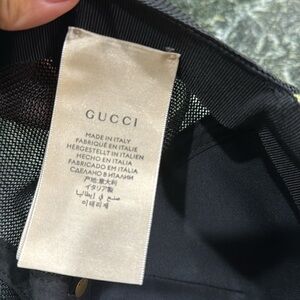 GUCCI
MADE IN ITALY
FABRIQUÉ EN ITALIE
HERGESTELLT IN ITALIEN
HECHO EN ITALIA
FABRICADO EM ITÁLIA
СДЕЛАНО В ИТАЛИИ
产地:意大利
イタリア製
صنع في إيطاليا
이태리제